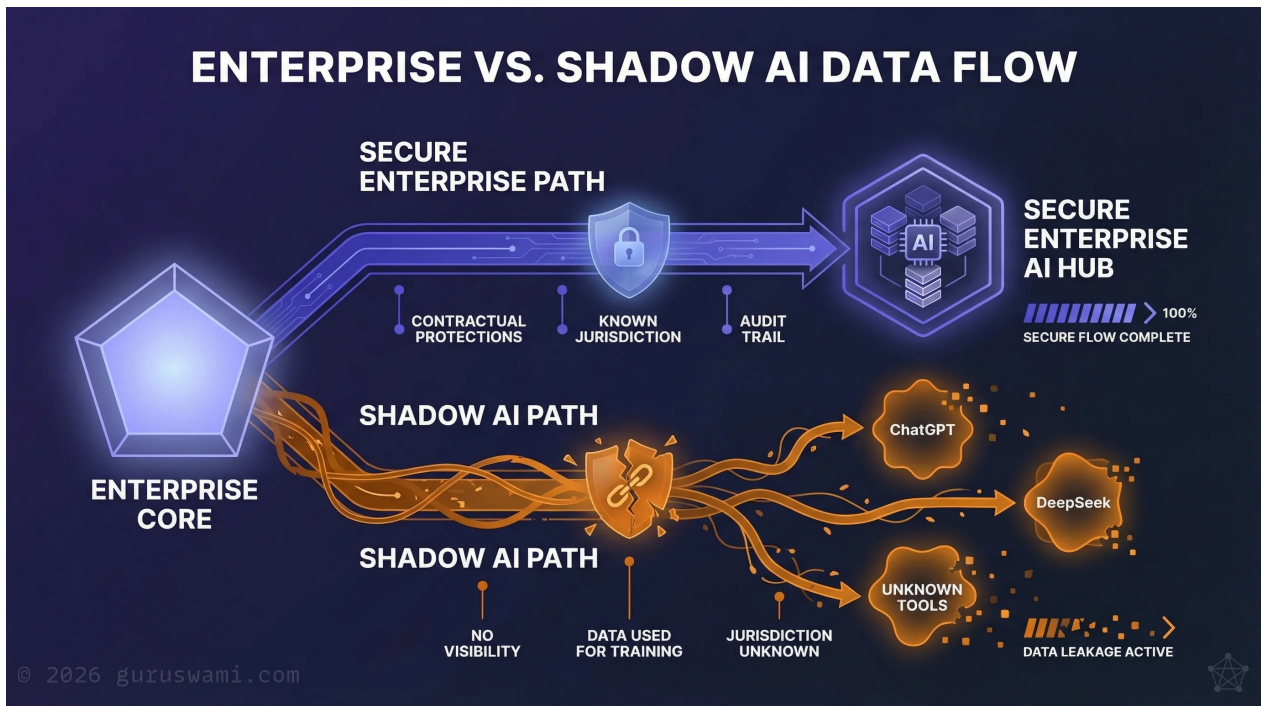 ENTERPRISE VS. SHADOW AI DATA FLOW
SECURE
ENTERPRISE PATH
AI
SECURE
ENTERPRISE
AI HUB
100%
SECURE FLOW COMPLETE
CONTRACTUAL
PROTECTIONS
KNOWN
JURISDICTION
AUDIT
TRAIL
ENTERPRISE
CORE
SHADOW AI PATH
ChatGPT
DeepSeek
SHADOW AI PATH
UNKNOWN
TOOLS
NO
VISIBILITY
DATA USED
FOR TRAINING
JURISDICTION
UNKNOWN
DATA LEAKAGE ACTIVE
© 2026 guruswami.com